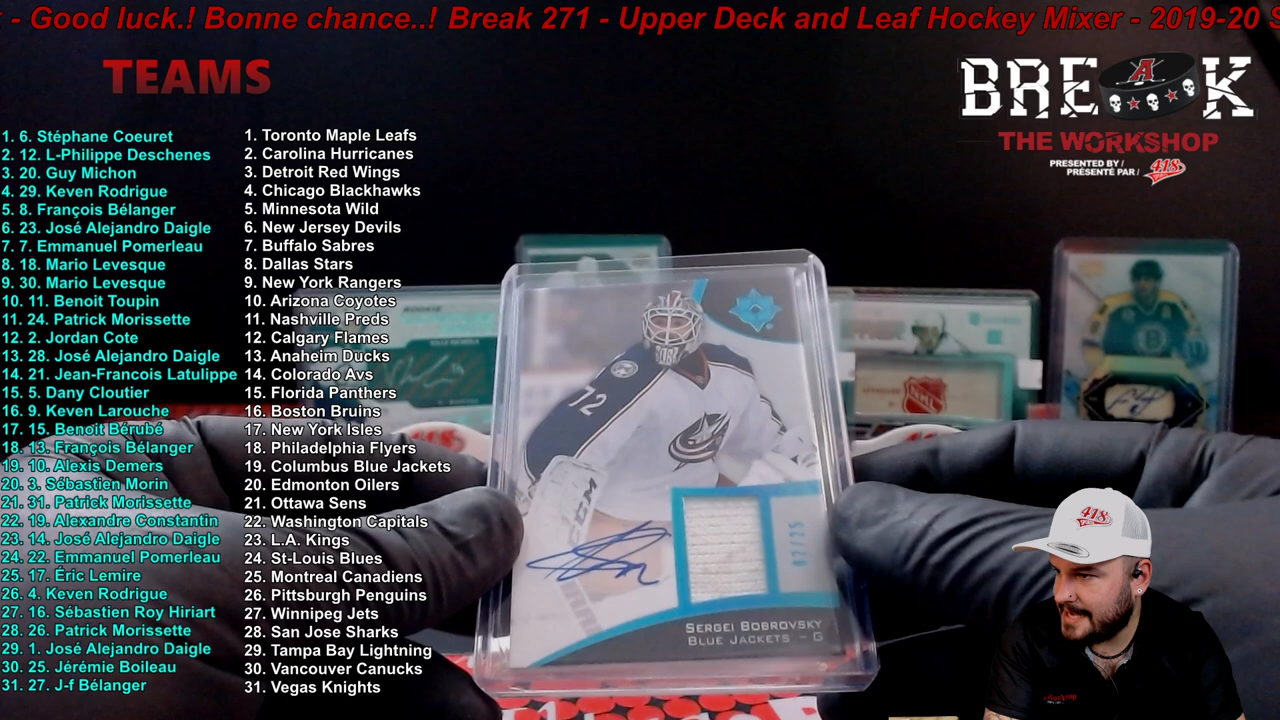 - Good luck.! Bonne chance..! Break 271 - Upper Deck and Leaf Hockey Mixer - 2019-20
TEAMS
BREAK
THE WORKSHOP
PRESENTED BY /
PRÉSENTÉ PAR /
418
1. 6. Stéphane Coeuret
2. 12. L-Philippe Deschenes
3. 20. Guy Michon
4. 29. Keven Rodrigue
5. 8. François Bélanger
6. 23. José Alejandro Daigle
7. 7. Emmanuel Pomerleau
8. 18. Mario Levesque
9. 30. Mario Levesque
10. 11. Benoit Toupin
11. 24. Patrick Morissette
12. 2. Jordan Cote
13. 28. José Alejandro Daigle
14. 21. Jean-Francois Latulippe
15. 5. Dany Cloutier
16. 9. Keven Larouche
17. 15. Benoit Bérubé
18. 13. François Bélanger
19. 10. Alexis Demers
20. 3. Sébastien Morin
21. 31. Patrick Morissette
22. 19. Alexandre Constantin
23. 14. José Alejandro Daigle
24. 22. Emmanuel Pomerleau
25. 17. Éric Lemire
26. 4. Keven Rodrigue
27. 16. Sébastien Roy Hiriart
28. 26. Patrick Morissette
29. 1. José Alejandro Daigle
30. 25. Jérémie Boileau
31. 27. J-f Bélanger
1. Toronto Maple Leafs
2. Carolina Hurricanes
3. Detroit Red Wings
4. Chicago Blackhawks
5. Minnesota Wild
6. New Jersey Devils
7. Buffalo Sabres
8. Dallas Stars
9. New York Rangers
10. Arizona Coyotes
11. Nashville Preds
12. Calgary Flames
13. Anaheim Ducks
14. Colorado Avs
15. Florida Panthers
16. Boston Bruins
17. New York Isles
18. Philadelphia Flyers
19. Columbus Blue Jackets
20. Edmonton Oilers
21. Ottawa Sens
22. Washington Capitals
23. L.A. Kings
24. St-Louis Blues
25. Montreal Canadiens
26. Pittsburgh Penguins
27. Winnipeg Jets
28. San Jose Sharks
29. Tampa Bay Lightning
30. Vancouver Canucks
31. Vegas Knights
72
CCM
02/25
SERGEI BOBROVSKY
BLUE JACKETS - G
NHL
418